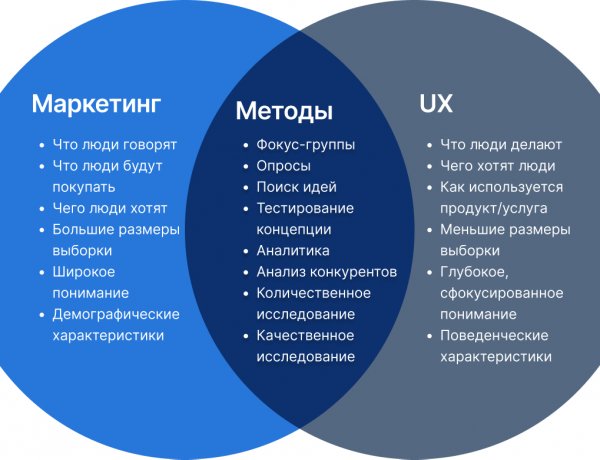 Маркетинг
• Что люди говорят
• Что люди будут
покупать
• Чего люди хотят
• Большие размеры
выборки
• Широкое
понимание
• Демографические
характеристики
Методы
• Фокус-группы
• Опросы
• Поиск идей
• Тестирование
концепции
• Аналитика
• Анализ конкурентов
• Количественное
исследование
• Качественное
исследование
UX
• Что люди делают
• Чего хотят люди
• Как используется
продукт/услуга
• Меньшие размеры
выборки
• Глубокое,
сфокусированное
понимание
• Поведенческие
характеристики